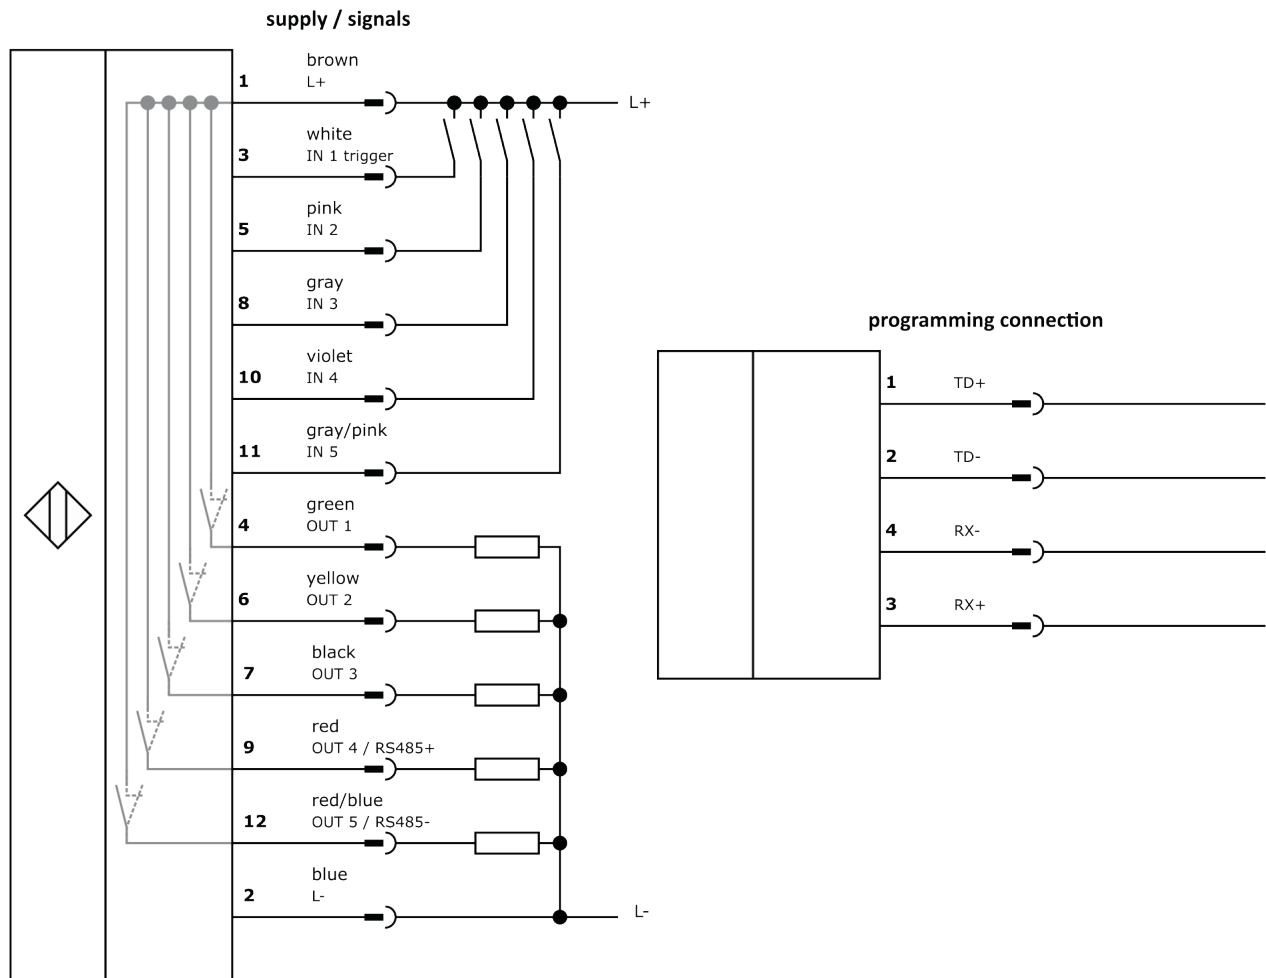 supply / signals
brown
1
L+
L+
white
3
IN 1 trigger
pink
5
IN 2
gray
8
IN 3
violet
10
IN 4
gray/pink
11
IN 5
green
4
OUT 1
yellow
6
OUT 2
black
7
OUT 3
red
9
OUT 4 / RS485+
red/blue
12
OUT 5 / RS485-
blue
2
L-
L-
programming connection
1 TD+
2 TD-
4 RX-
3 RX+